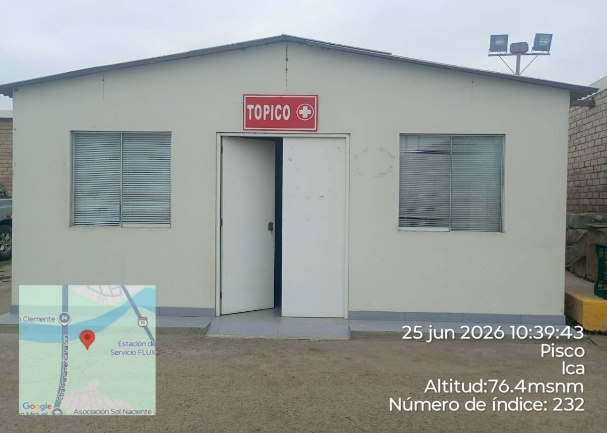 TOPICO
n Clemente
Estación de
Servicio FLUX
Google
Asociación Sol Naciente
25 jun 2026 10:39:43
Pisco
Ica
Altitud:76.4msnm
Número de índice: 232